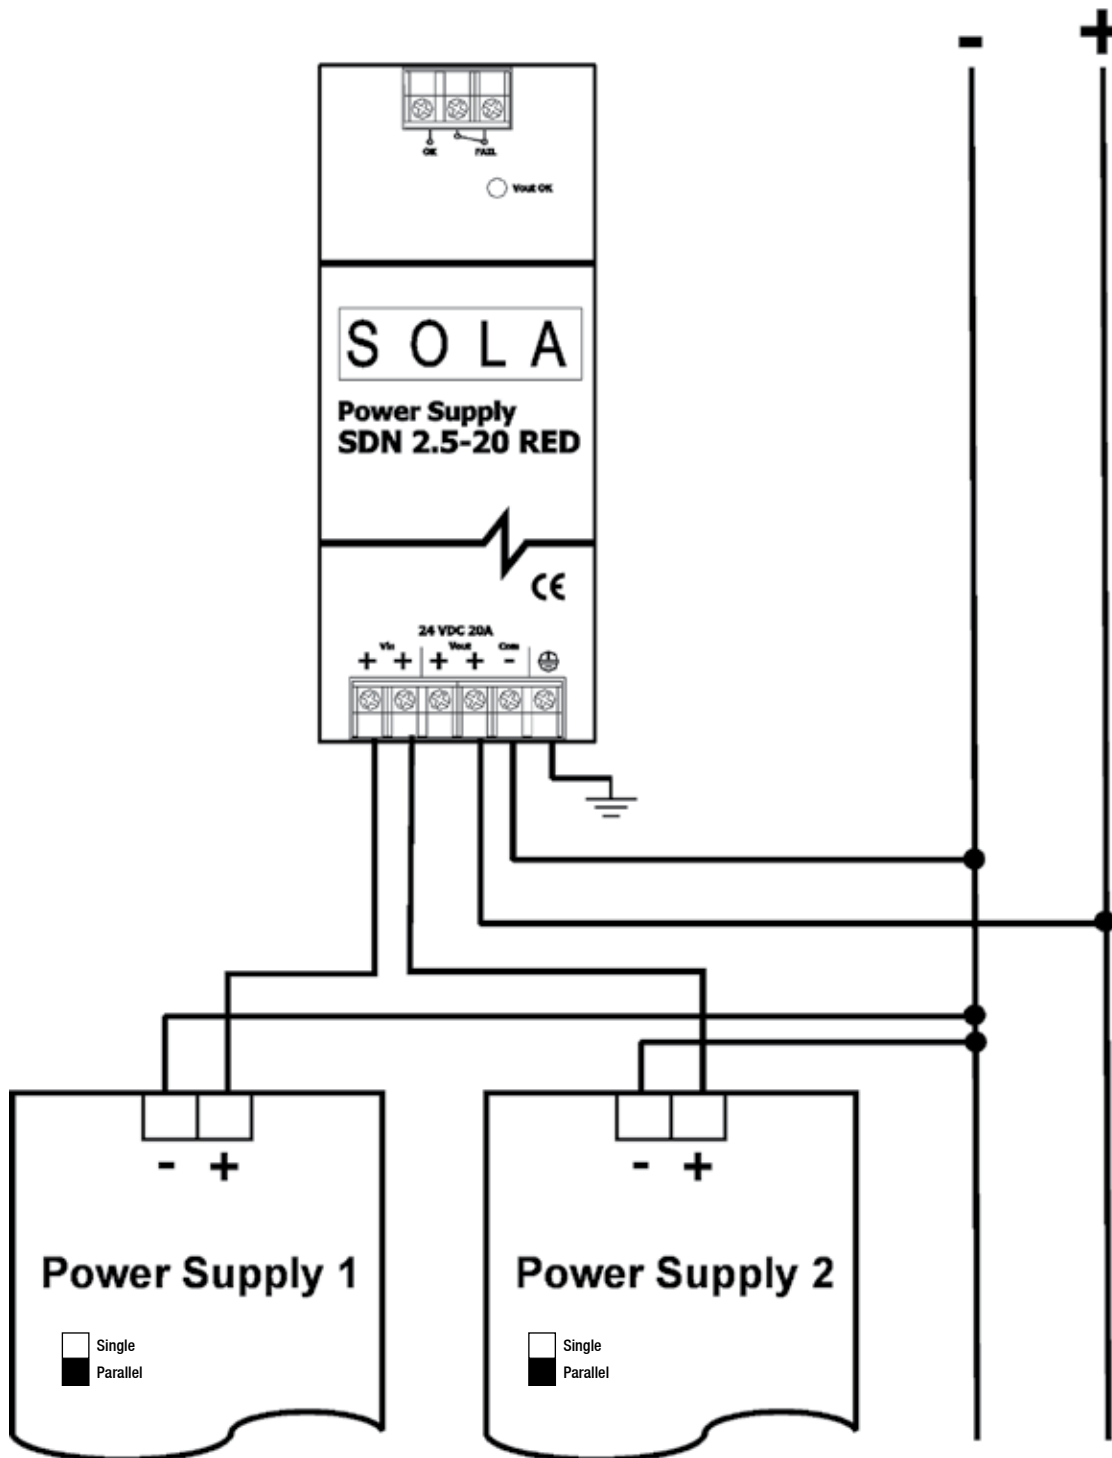 - +
OK FAIL
Vout OK
S O L A
Power Supply
SDN 2.5-20 RED
CE
24 VDC 20A
Vin Vout Com
+ + + + -
- +
- +
Power Supply 1
Power Supply 2
Single
Parallel
Single
Parallel